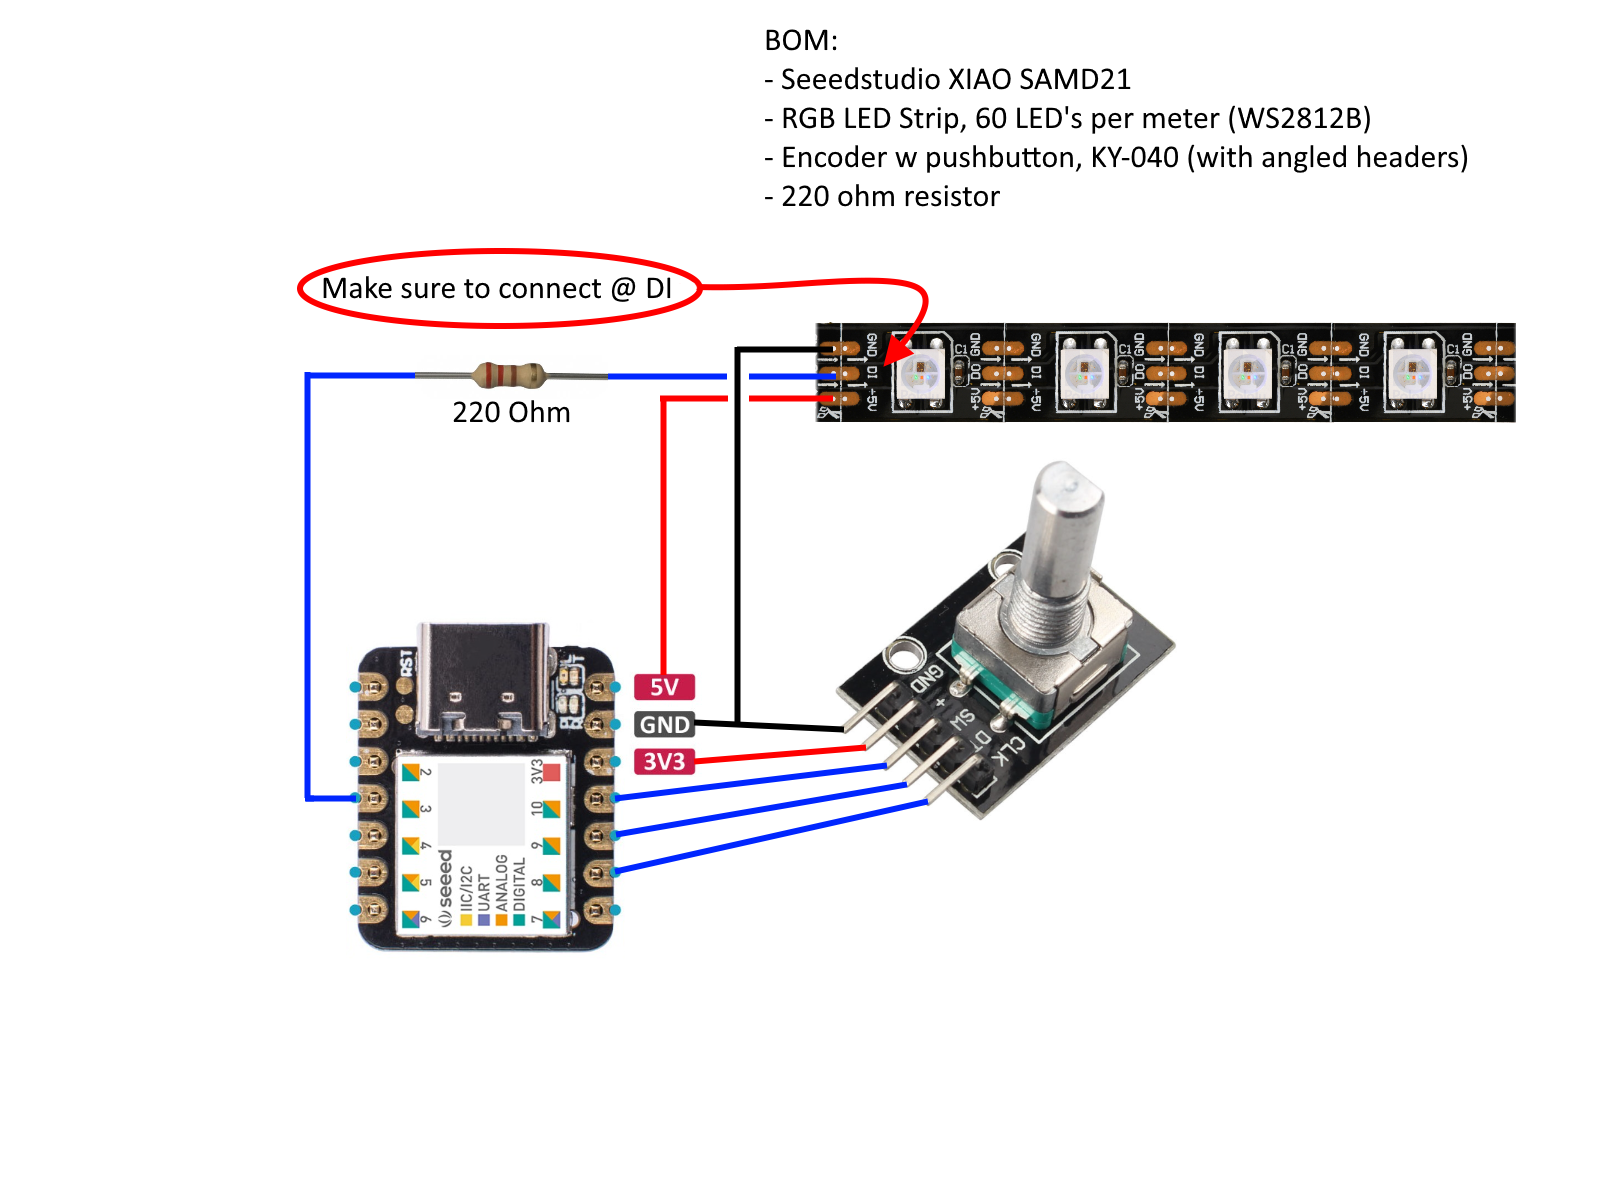 BOM:
- Seeedstudio XIAO SAMD21
- RGB LED Strip, 60 LED's per meter (WS2812B)
- Encoder w pushbutton, KY-040 (with angled headers)
- 220 ohm resistor
Make sure to connect @ DI
220 Ohm
GND
DI
+5V
C1
GND
DO
+5V
GND
DI
+5V
C1
GND
DO
+5V
GND
DI
+5V
C1
GND
DO
+5V
GND
DI
+5V
C1
GND
DO
+5V
RST
5V
GND
3V3
GND
+
SW
DT
CLK
2
3
4
5
6
3V3
10
9
8
7
seeed
IIC/I2C
UART
ANALOG
DIGITAL